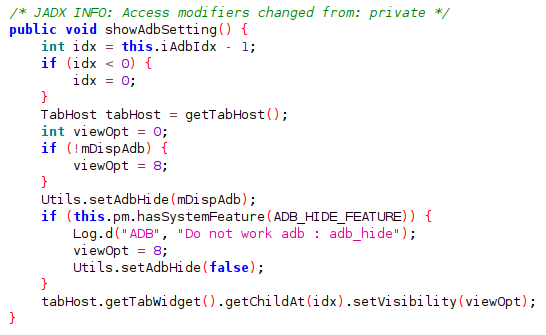 /* JADX INFO: Access modifiers changed from: private */
public void showAdbSetting() {
    int idx = this.iAdbIdx - 1;
    if (idx < 0) {
        idx = 0;
    }
    TabHost tabHost = getTabHost();
    int viewOpt = 0;
    if (!mDispAdb) {
        viewOpt = 8;
    }
    Utils.setAdbHide(mDispAdb);
    if (this.pm.hasSystemFeature(ADB_HIDE_FEATURE)) {
        Log.d("ADB", "Do not work adb : adb_hide");
        viewOpt = 8;
        Utils.setAdbHide(false);
    }
    tabHost.getTabWidget().getChildAt(idx).setVisibility(viewOpt);
}